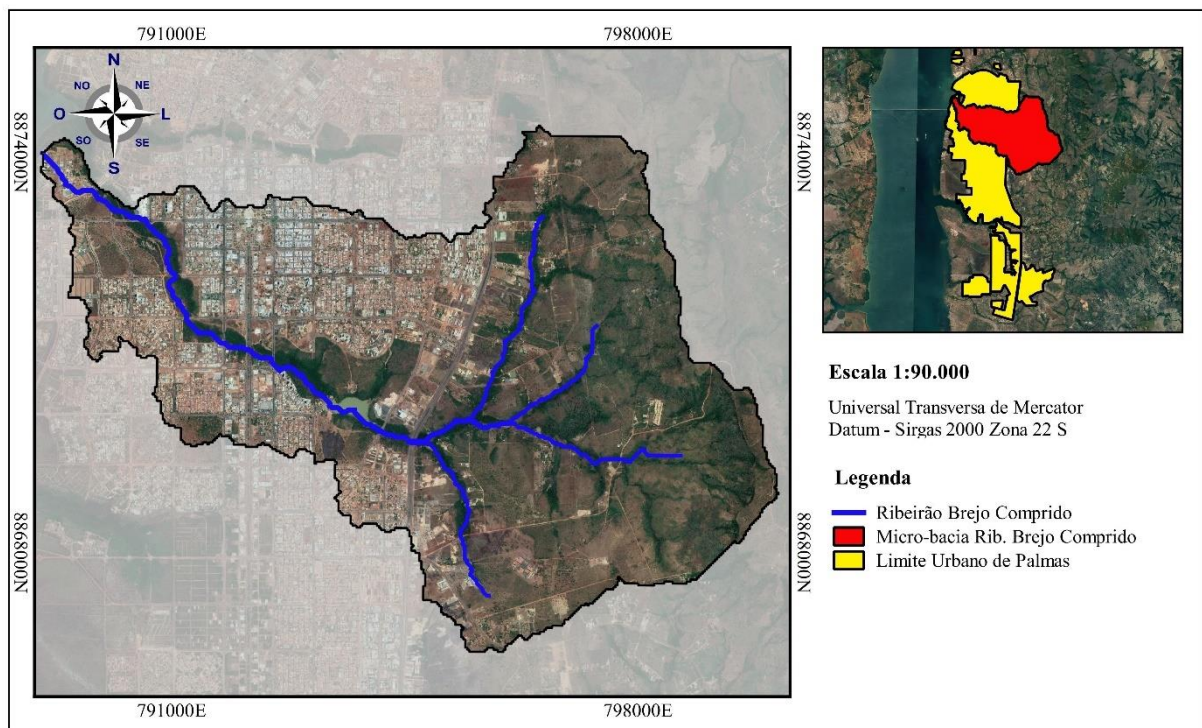 791000E
798000E
N
NO
NE
O
L
SO
SE
S
8874000N
8874000N
8868000N
8868000N
791000E
798000E
Escala 1:90.000
Universal Transversa de Mercator
Datum - Sirgas 2000 Zona 22 S
Legenda
Ribeirão Brejo Comprido
Micro-bacia Rib. Brejo Comprido
Limite Urbano de Palmas